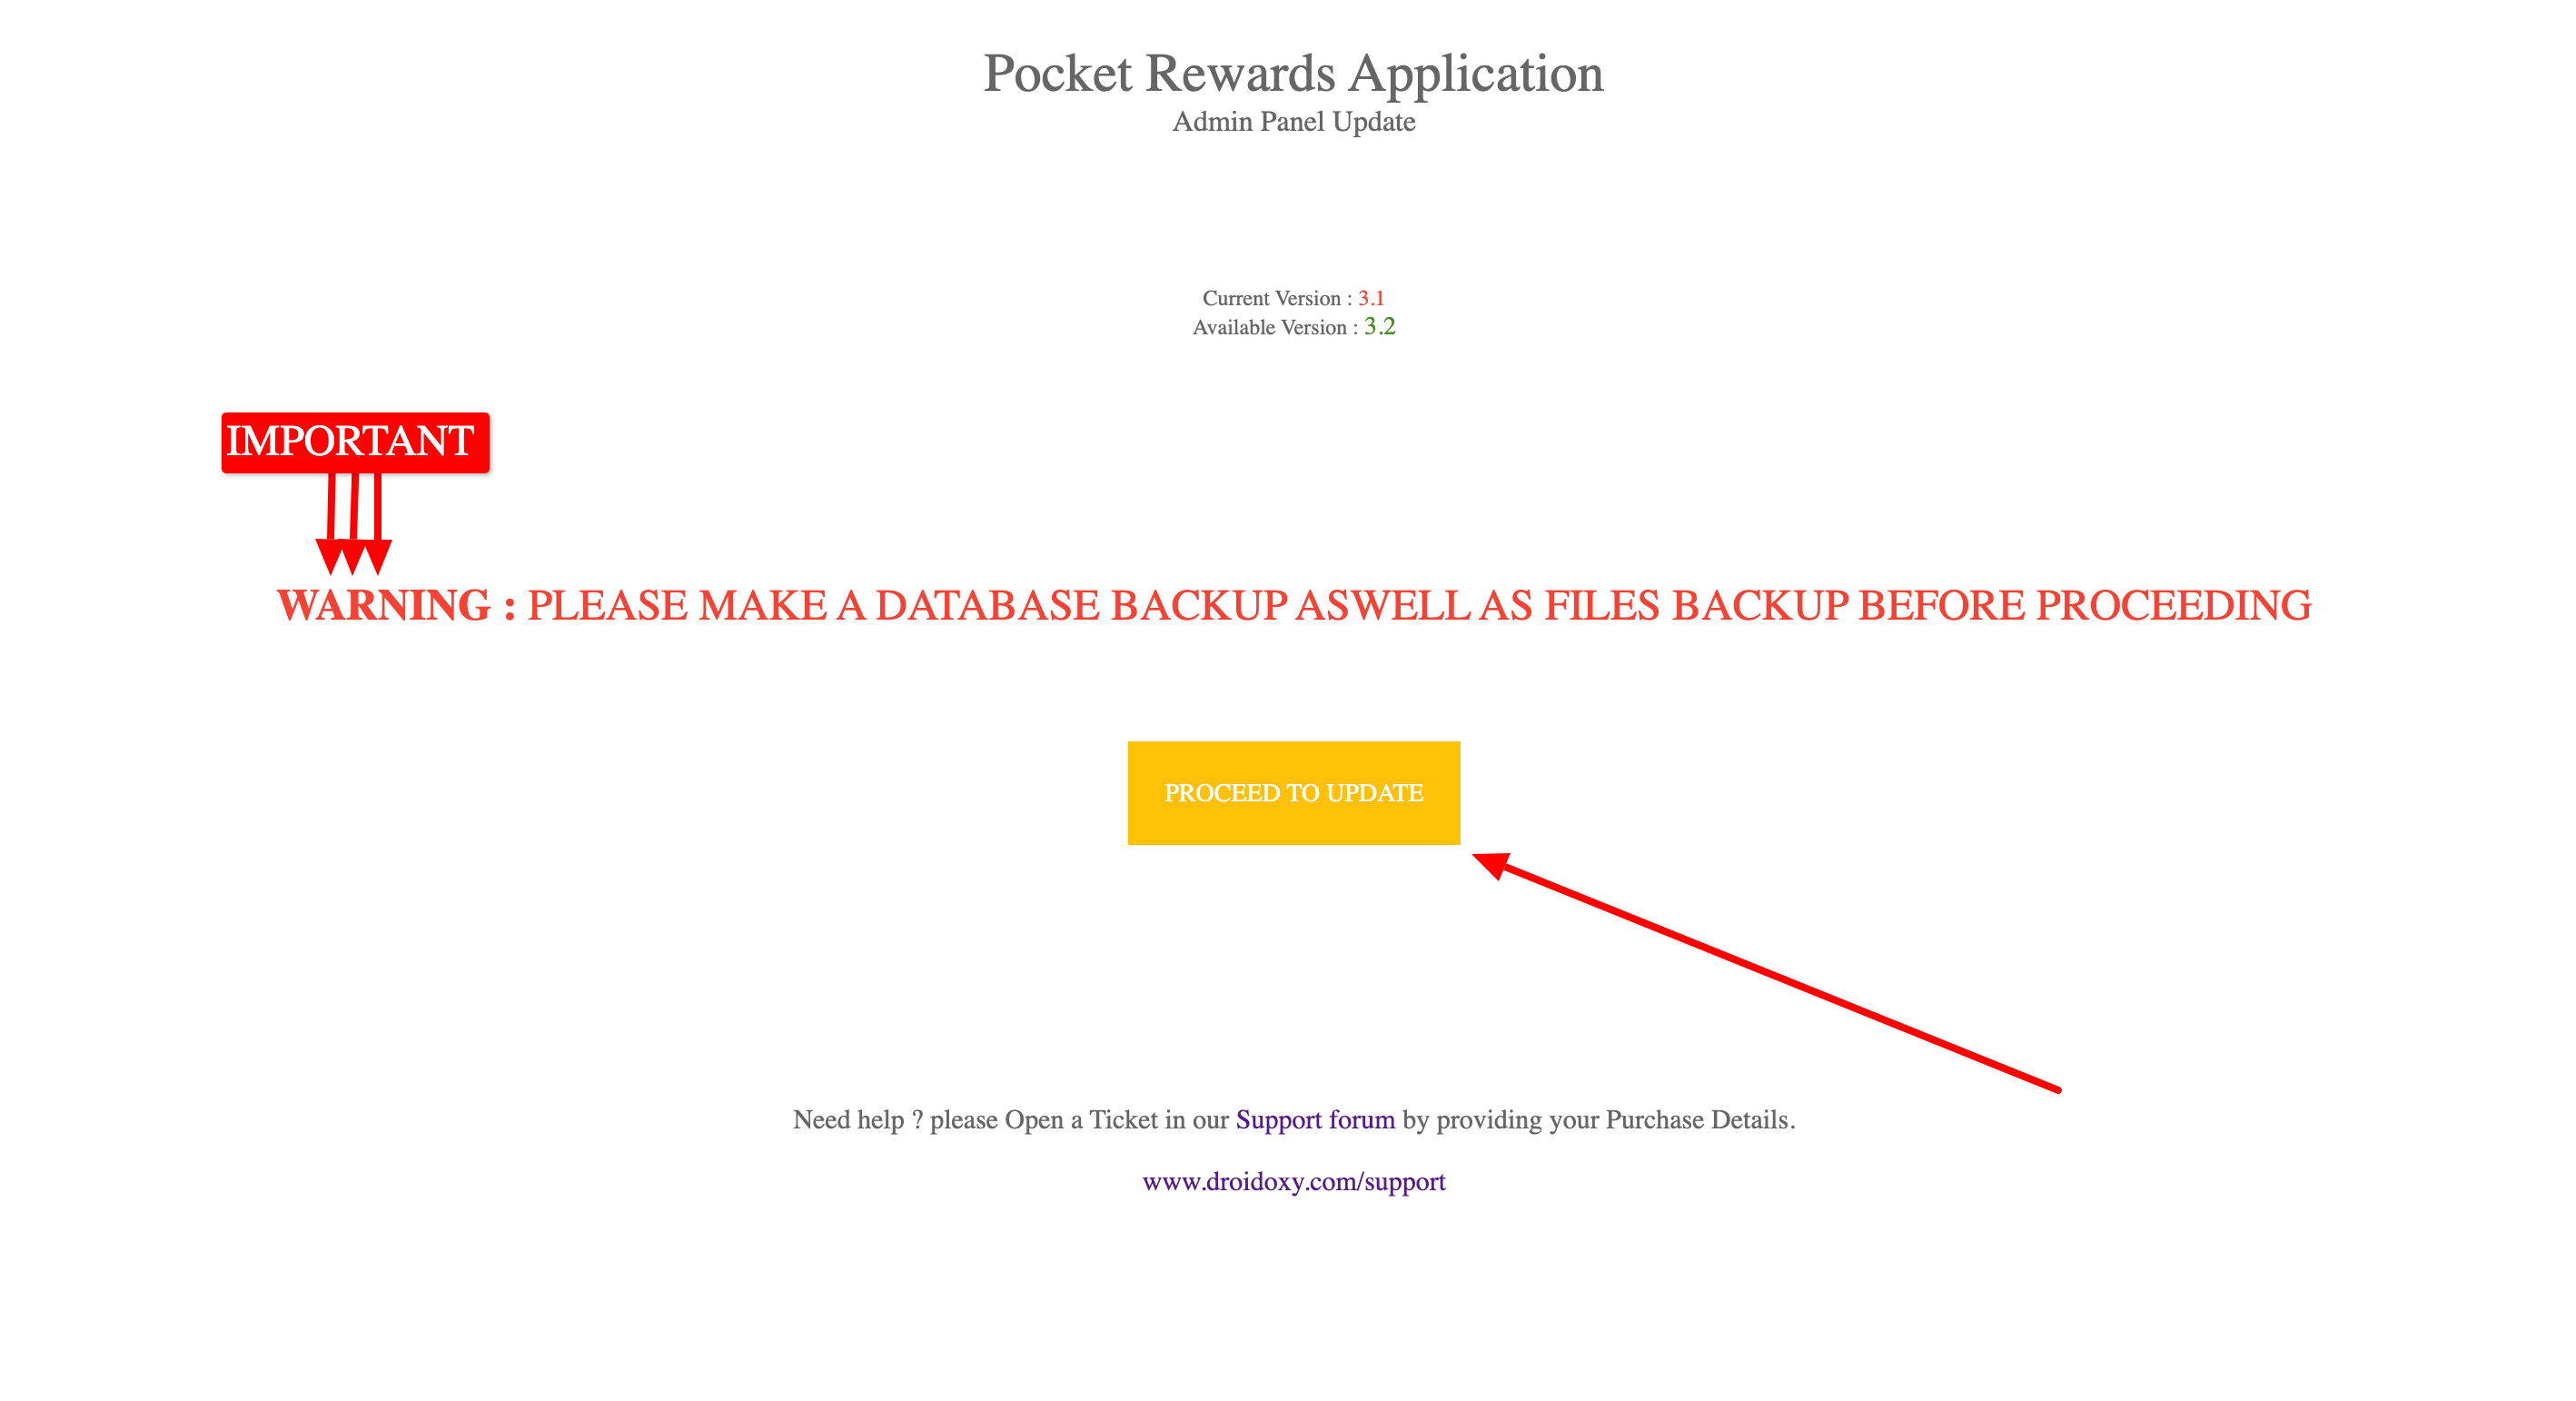 Pocket Rewards Application
Admin Panel Update
Current Version : 3.1
Available Version : 3.2
IMPORTANT
WARNING : PLEASE MAKE A DATABASE BACKUP ASWELL AS FILES BACKUP BEFORE PROCEEDING
PROCEED TO UPDATE
Need help ? please Open a Ticket in our Support forum by providing your Purchase Details.
www.droidoxy.com/support